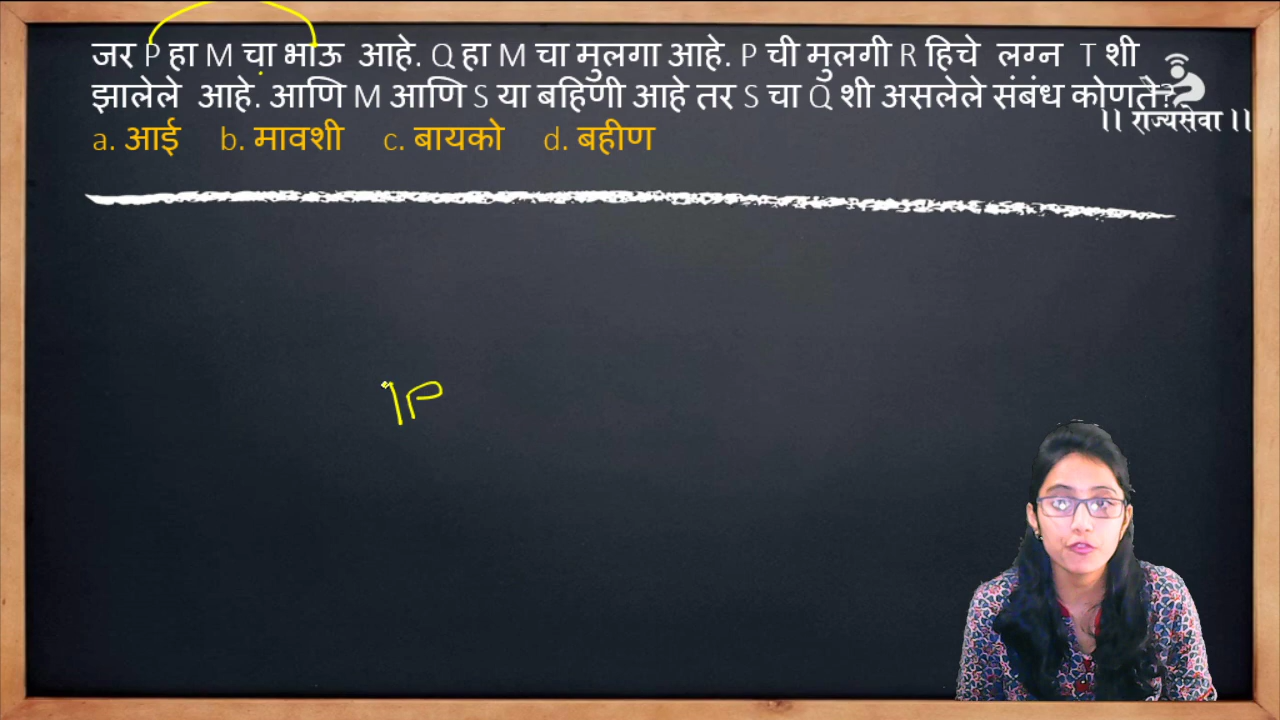 जर P हा M चा भाऊ आहे. Q हा M चा मुलगा आहे. P ची मुलगी R हिचे लग्न T शी
झालेले आहे. आणि M आणि S या बहिणी आहे तर S चा Q शी असलेले संबंध कोणते?
।। राज्यसेवा ।।
a. आई b. मावशी c. बायको d. बहीण
1P